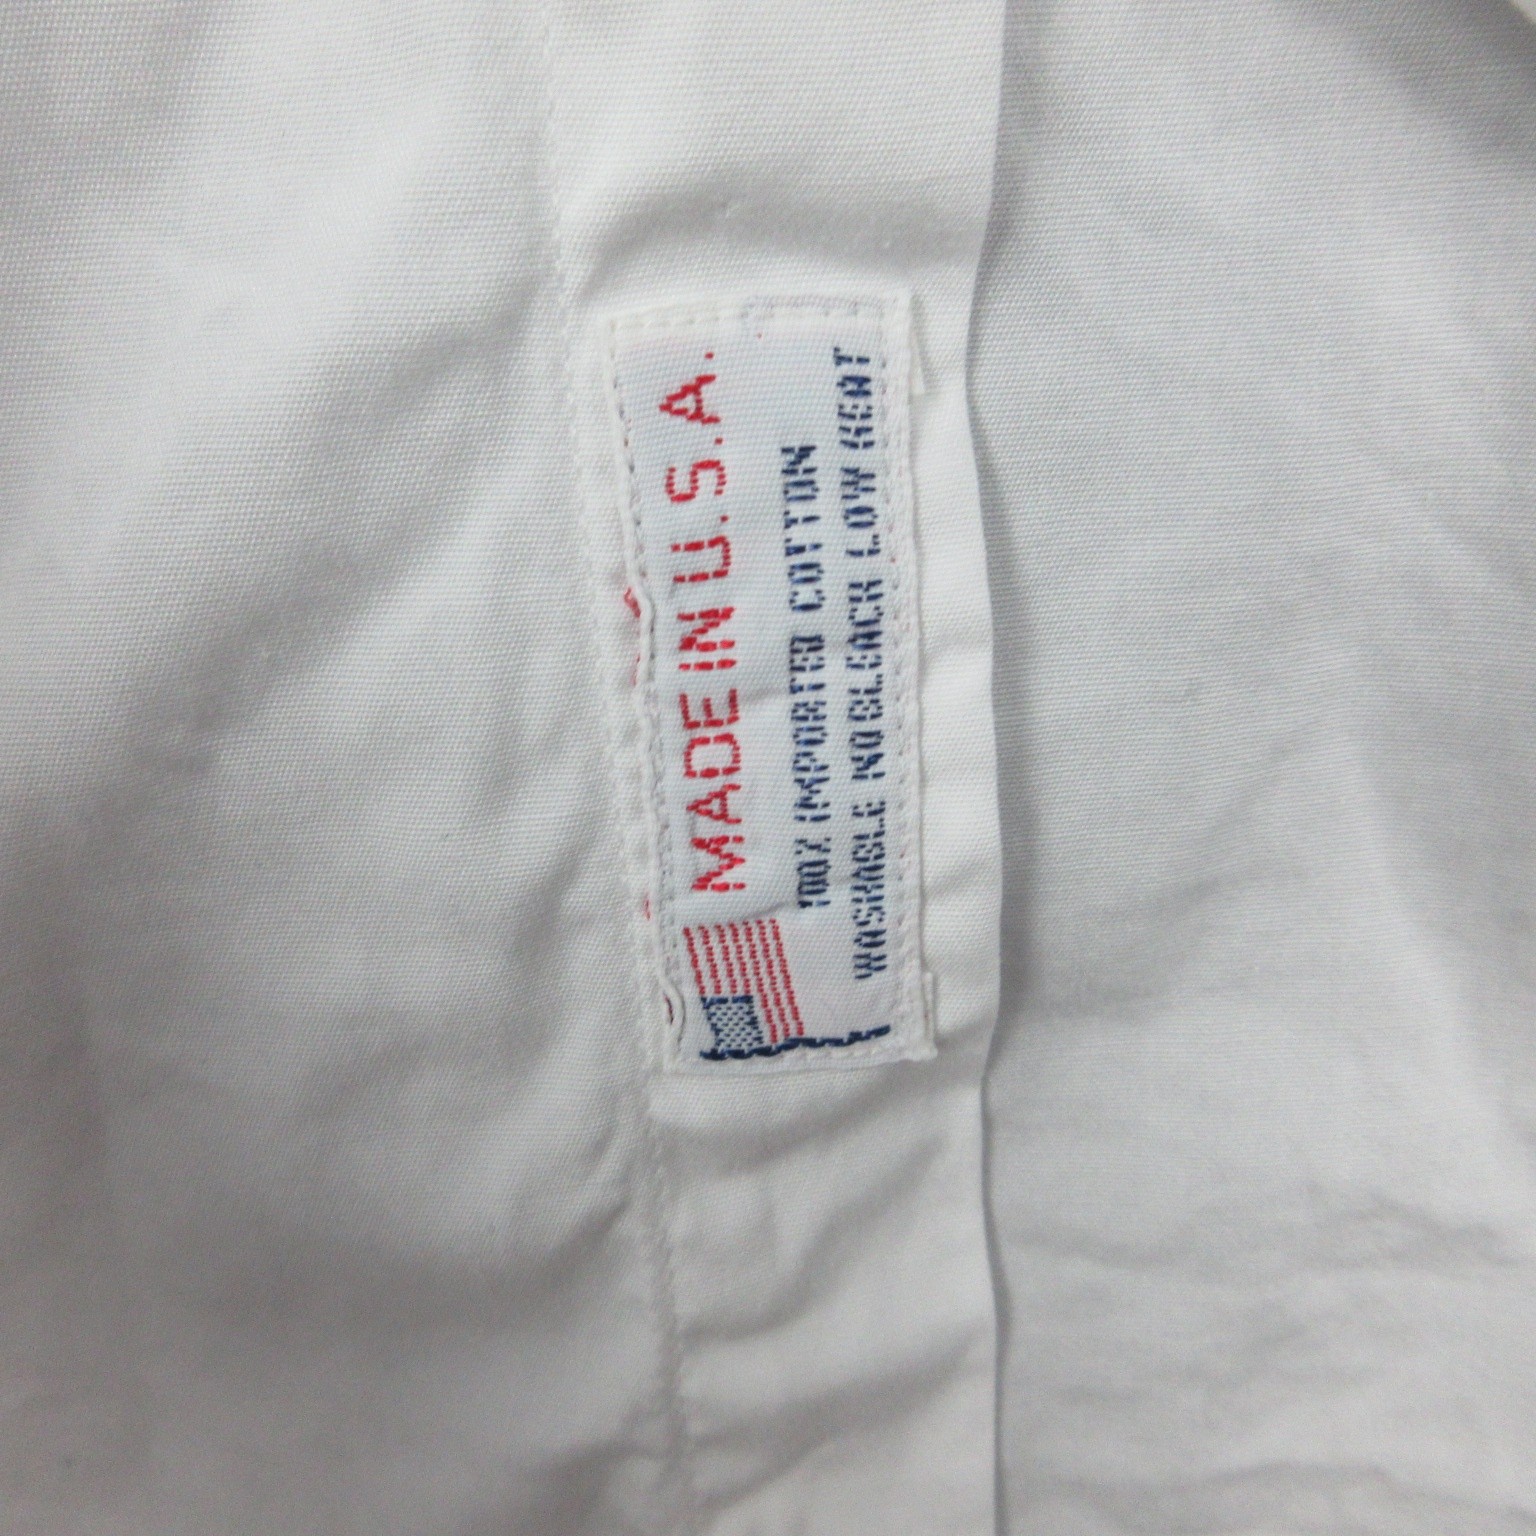 MADE IN U.S.A.
100% IMPORTED COTTON
WASHABLE NO BLEACH LOW HEAT